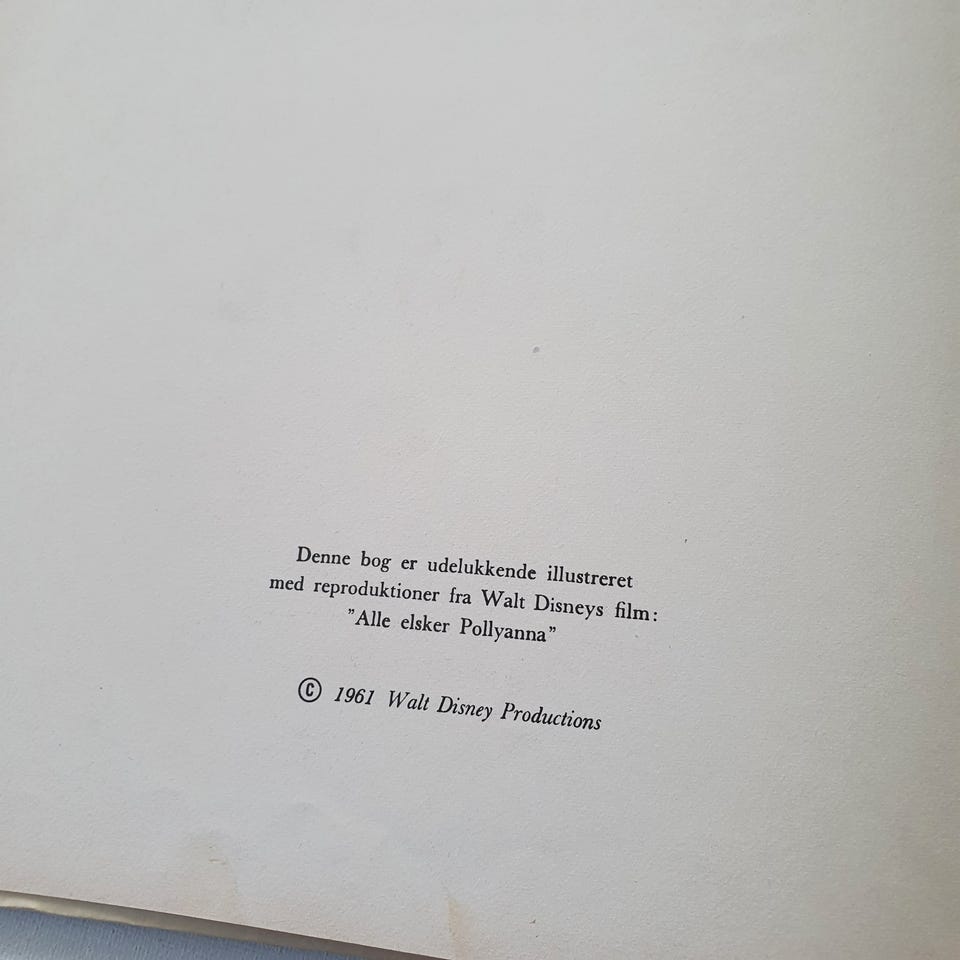 Denne bog er udelukkende illustreret
med reproduktioner fra Walt Disneys film:
”Alle elsker Pollyanna”
© 1961 Walt Disney Productions